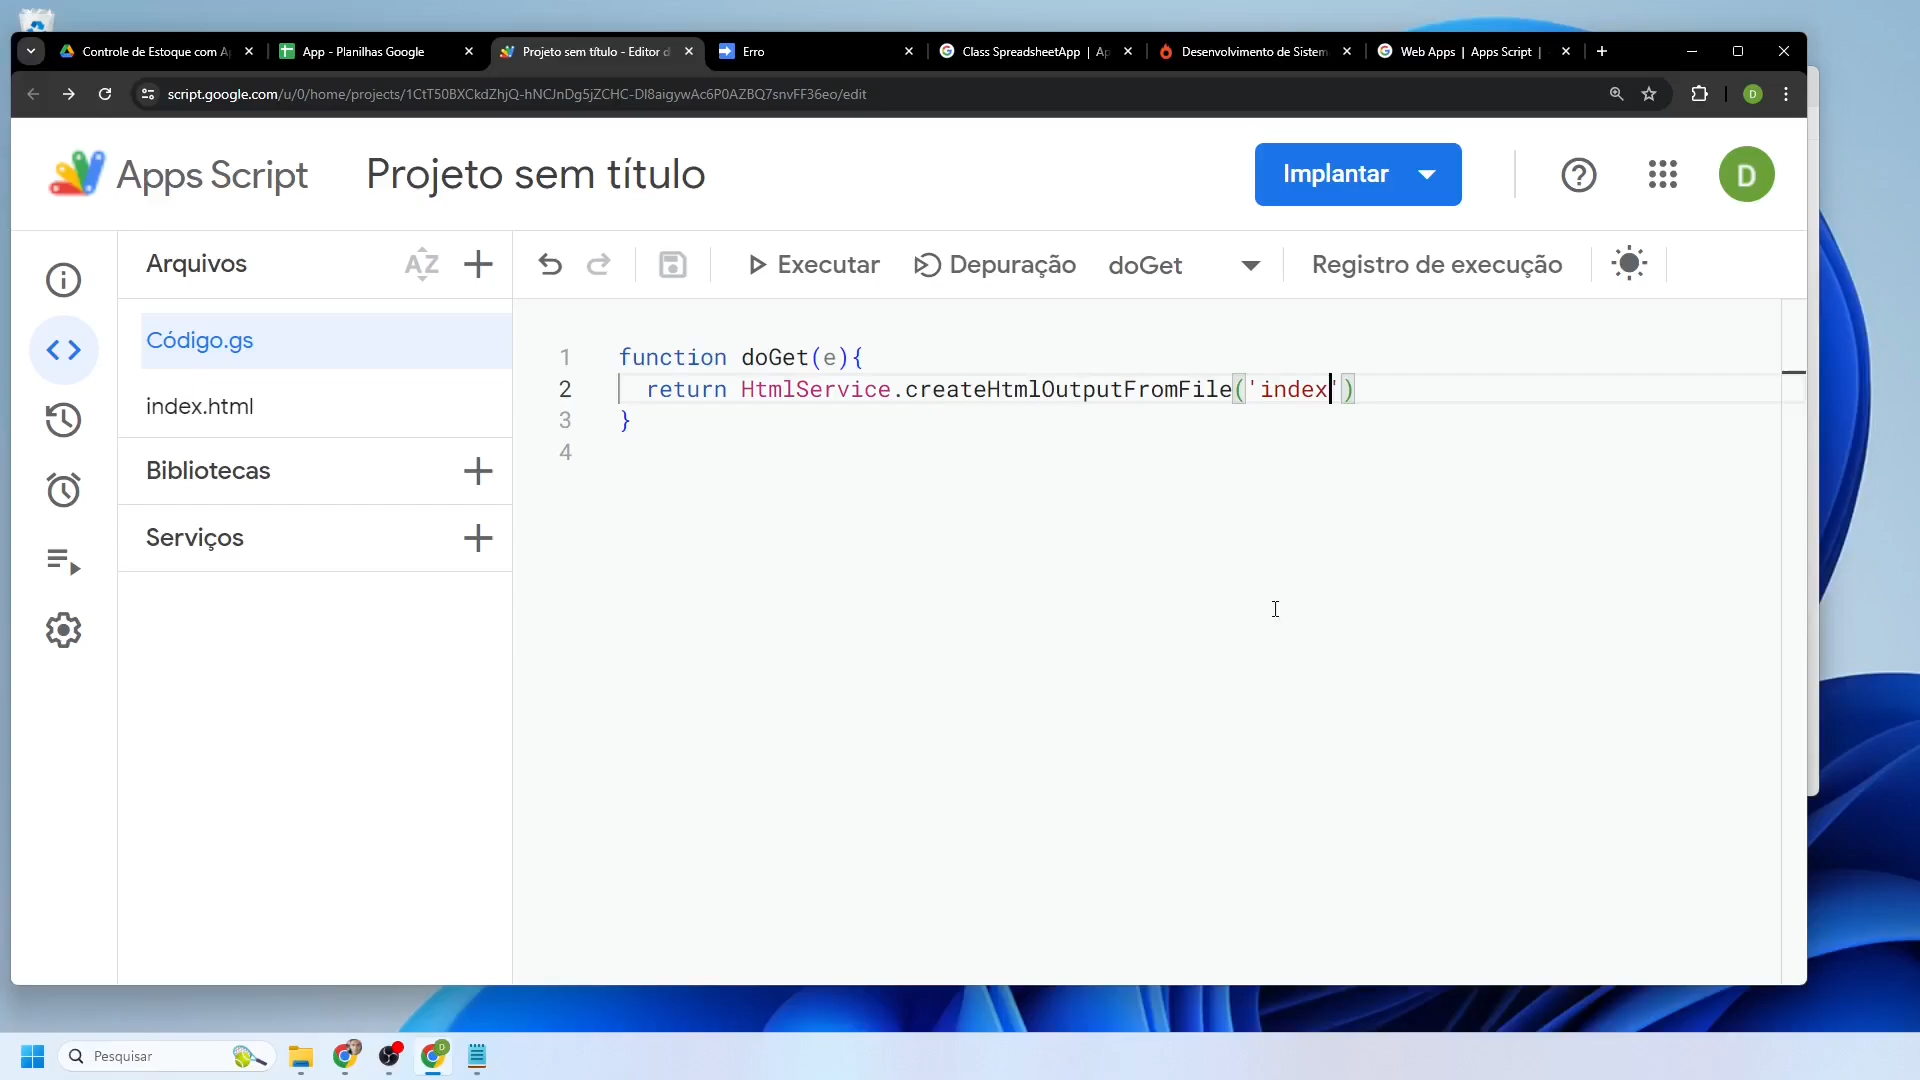 Controle de Estoque com Ap
App - Planilhas Google
Projeto sem título - Editor d
Erro
Class SpreadsheetApp | Ap
Desenvolvimento de Sistem
Web Apps | Apps Script |
script.google.com/u/0/home/projects/1CtT50BXCkdZhjQ-hNCJnDg5jZCHC-DI8aigywAc6P0AZBQ7snvFF36eo/edit
D
Apps Script
Projeto sem título
Implantar
D
Arquivos
AZ
Executar
Depuração
doGet
Registro de execução
Código.gs
index.html
Bibliotecas
Serviços
1 function doGet(e){
2 return HtmlService.createHtmlOutputFromFile('index')
3 }
4
Pesquisar
D